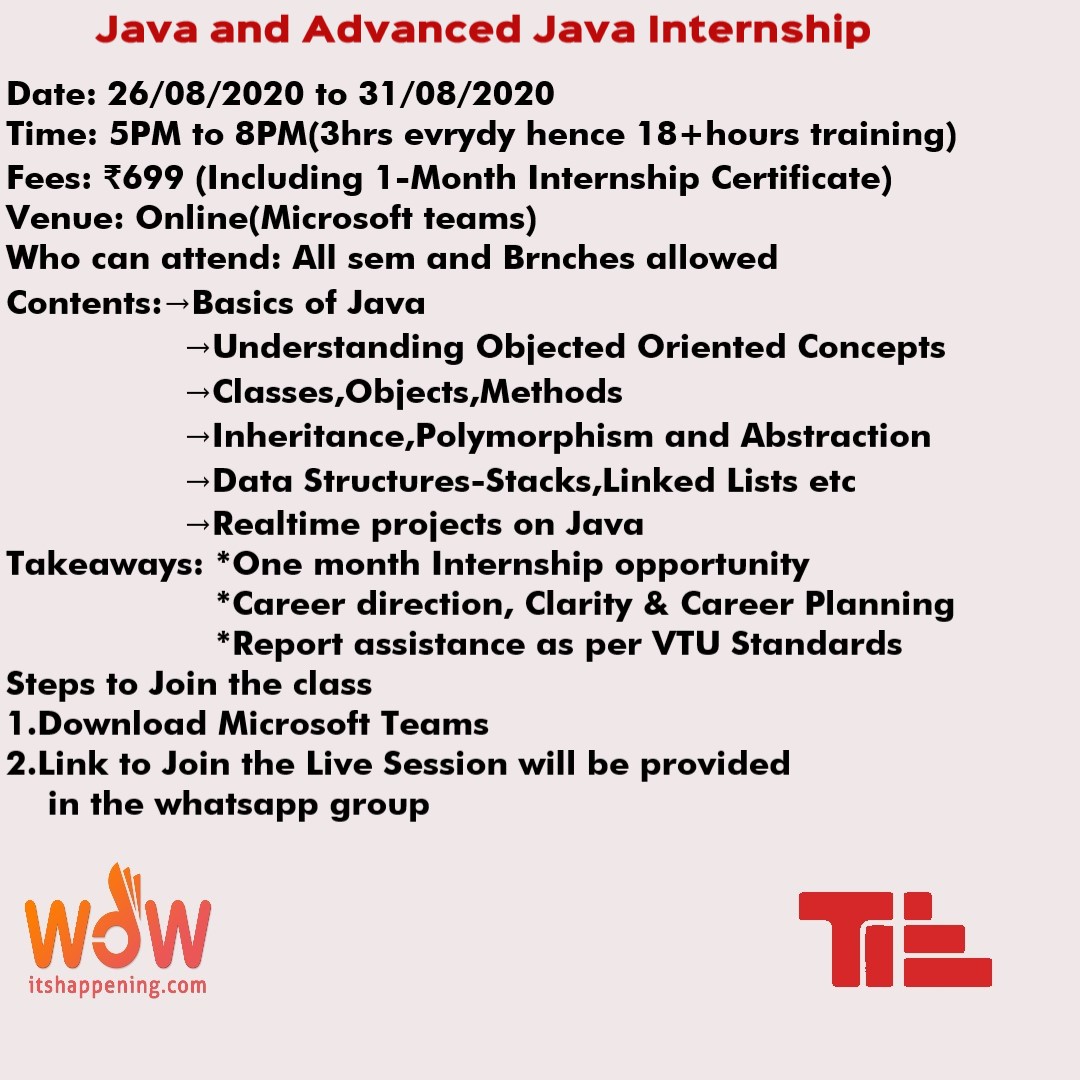 Java and Advanced Java Internship
Date: 26/08/2020 to 31/08/2020
Time: 5PM to 8PM(3hrs evrydy hence 18+hours training)
Fees: ₹699 (Including 1-Month Internship Certificate)
Venue: Online(Microsoft teams)
Who can attend: All sem and Brnches allowed
Contents:→Basics of Java
→Understanding Objected Oriented Concepts
→Classes,Objects,Methods
→Inheritance,Polymorphism and Abstraction
→Data Structures-Stacks,Linked Lists etc
→Realtime projects on Java
Takeaways: *One month Internship opportunity
*Career direction, Clarity & Career Planning
*Report assistance as per VTU Standards
Steps to Join the class
1.Download Microsoft Teams
2.Link to Join the Live Session will be provided
in the whatsapp group
WOW
itshappening.com